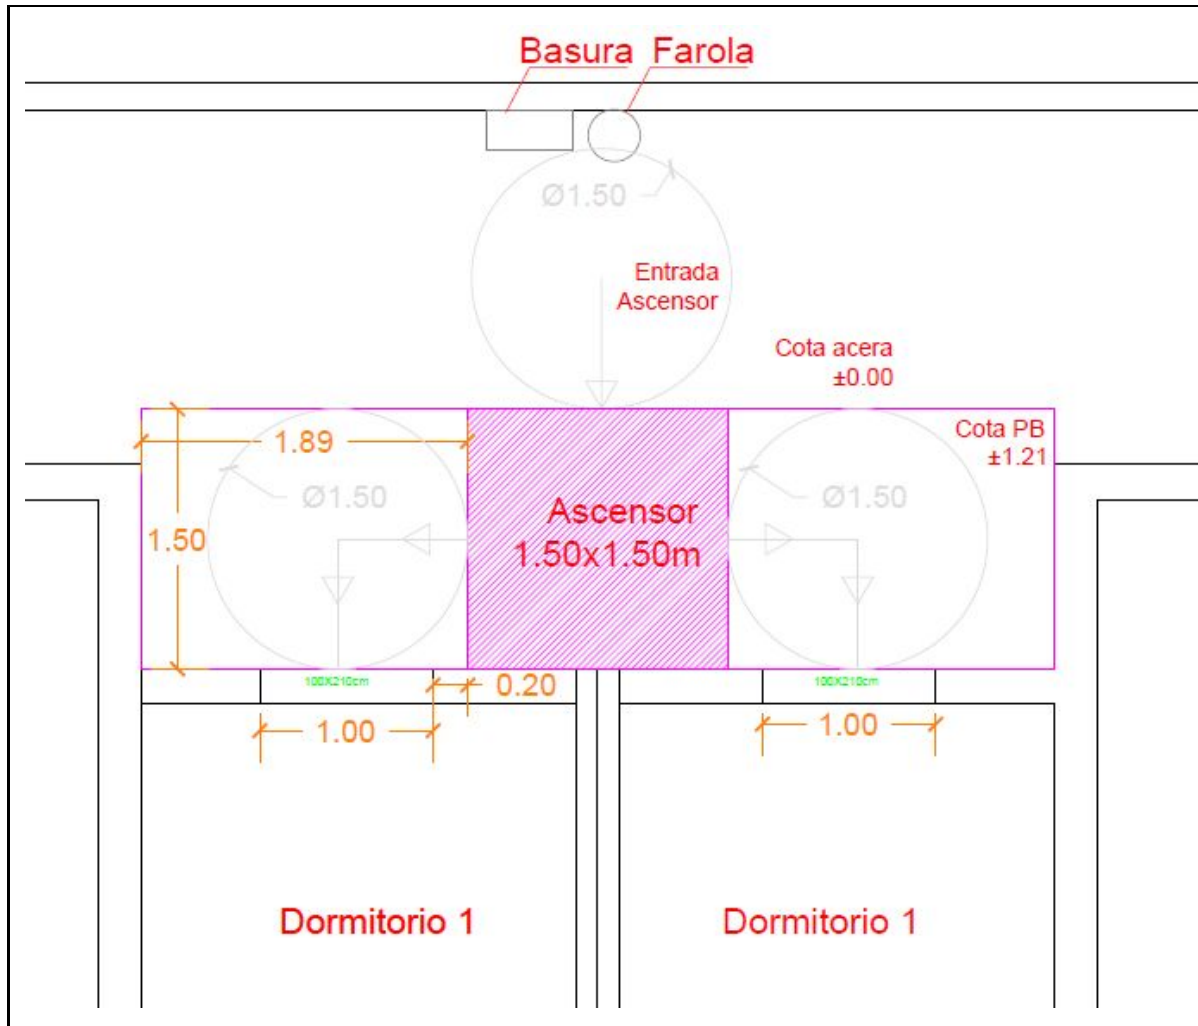 Basura Farola
Ø1.50
Entrada
Ascensor
Cota acera
±0.00
1.89
Cota PB
±1.21
Ø1.50
Ø1.50
Ascensor
1.50x1.50m
1.50
100X210cm
0.20
100X210cm
1.00
1.00
Dormitorio 1
Dormitorio 1